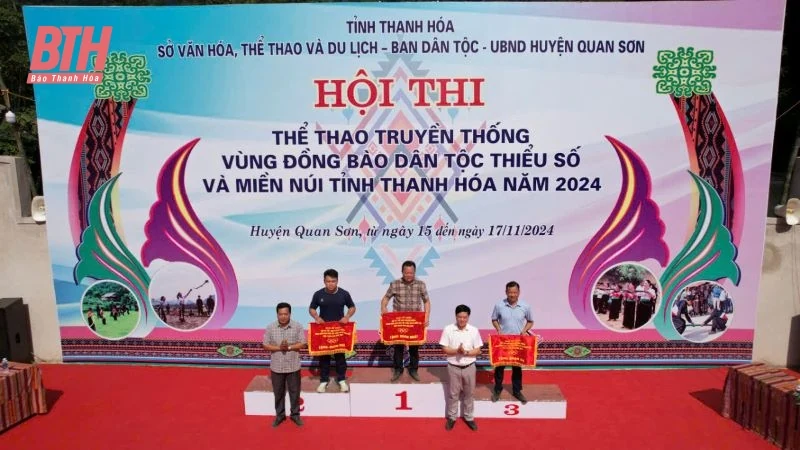 BTH
Báo Thanh Hóa
TỈNH THANH HÓA
SỞ VĂN HÓA, THỂ THAO VÀ DU LỊCH – BAN DÂN TỘC - UBND HUYỆN QUAN SƠN
HỘI THI
THỂ THAO TRUYỀN THỐNG
VÙNG ĐỒNG BÀO DÂN TỘC THIỂU SỐ
VÀ MIỀN NÚI TỈNH THANH HÓA NĂM 2024
Huyện Quan Sơn, từ ngày 15 đến ngày 17/11/2024
2
1
3